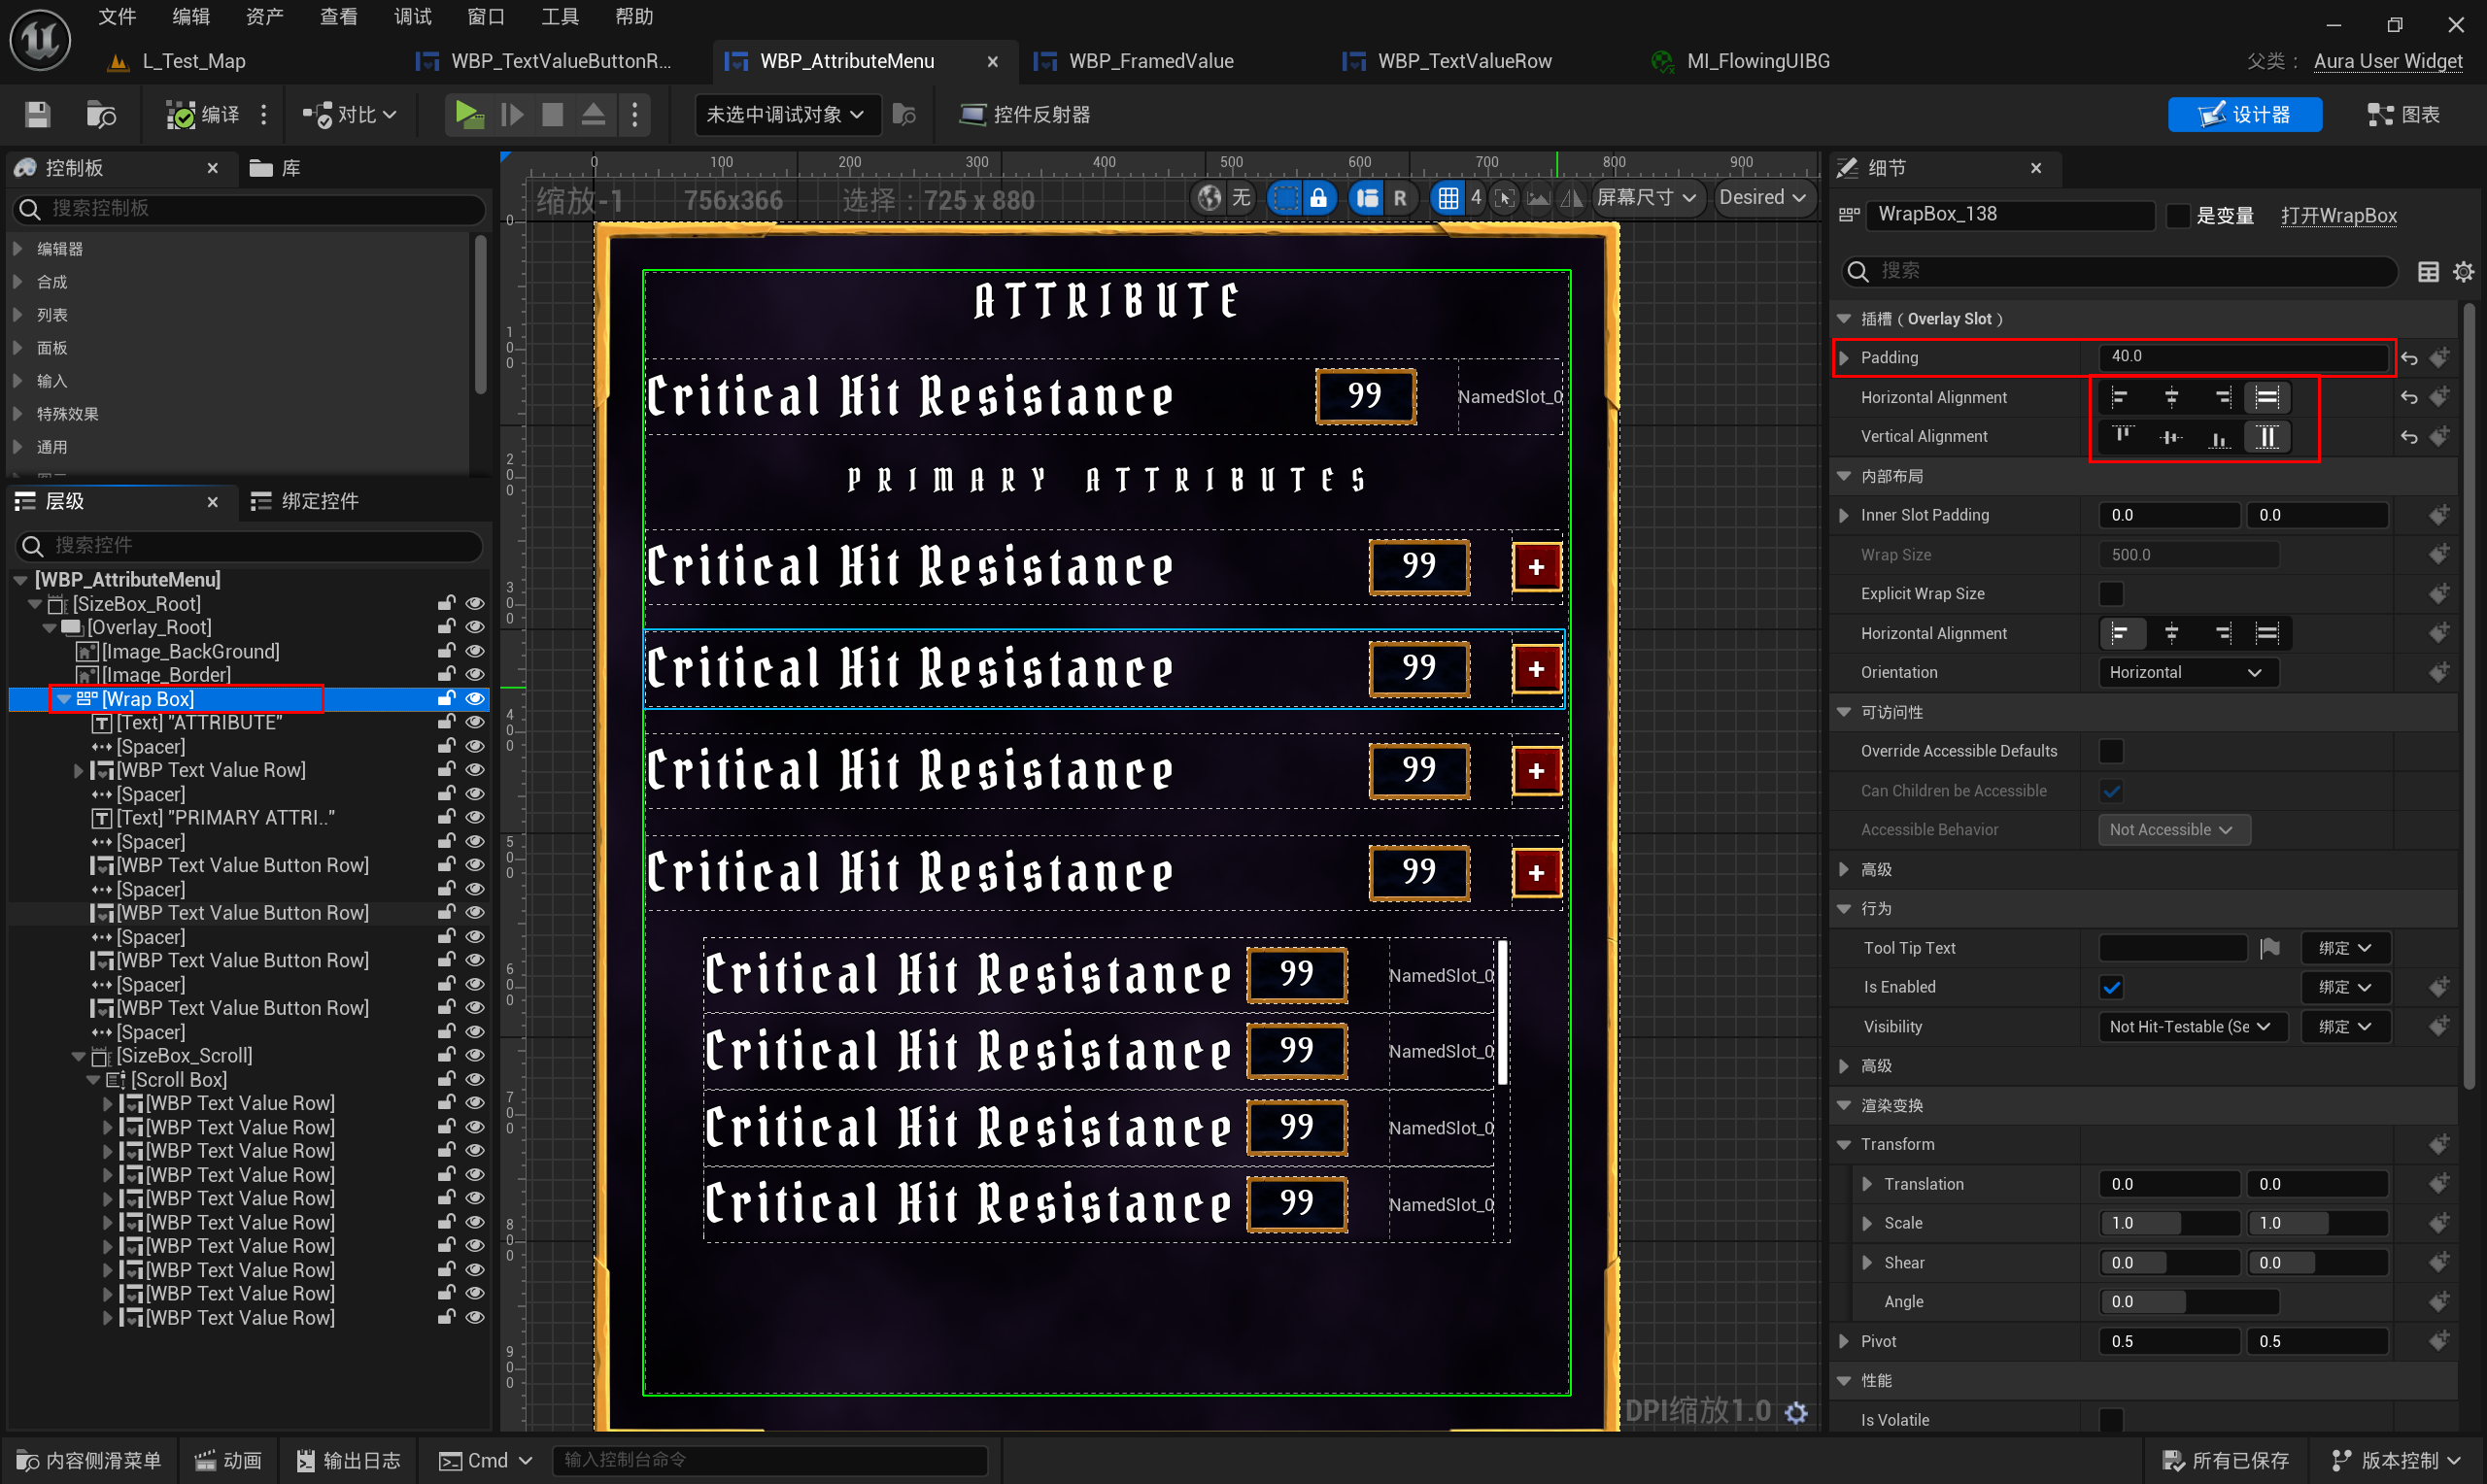 文件 编辑 资产 查看 调试 窗口 工具 帮助
L_Test_Map WBP_TextValueButtonR... WBP_AttributeMenu WBP_FramedValue WBP_TextValueRow MI_FlowingUIBG 父类： Aura User Widget
编译 对比 未选中调试对象 控件反射器 设计器 图表
控制板 库
搜索控制板
编辑器
合成
列表
面板
输入
特殊效果
通用
层级 绑定控件
搜索控件
[WBP_AttributeMenu]
[SizeBox_Root]
[Overlay_Root]
[Image_BackGround]
[Image_Border]
[Wrap Box]
[Text] "ATTRIBUTE"
[Spacer]
[WBP Text Value Row]
[Spacer]
[Text] "PRIMARY ATTRI.."
[Spacer]
[WBP Text Value Button Row]
[Spacer]
[WBP Text Value Button Row]
[Spacer]
[WBP Text Value Button Row]
[Spacer]
[WBP Text Value Button Row]
[Spacer]
[SizeBox_Scroll]
[Scroll Box]
[WBP Text Value Row]
[WBP Text Value Row]
[WBP Text Value Row]
[WBP Text Value Row]
[WBP Text Value Row]
[WBP Text Value Row]
[WBP Text Value Row]
[WBP Text Value Row]
[WBP Text Value Row]
[WBP Text Value Row]
0 100 200 300 400 500 600 700 800 900
缩放-1 756x366 选择：725 x 880 无 R 4 屏幕尺寸 Desired
0
100
200
300
400
500
600
700
800
900
ATTRIBUTE
Critical Hit Resistance 99 NamedSlot_0
PRIMARY ATTRIBUTES
Critical Hit Resistance 99 +
Critical Hit Resistance 99 +
Critical Hit Resistance 99 +
Critical Hit Resistance 99 +
Critical Hit Resistance 99 NamedSlot_0
Critical Hit Resistance 99 NamedSlot_0
Critical Hit Resistance 99 NamedSlot_0
Critical Hit Resistance 99 NamedSlot_0
DPI缩放1.0
细节
WrapBox_138 是变量 打开WrapBox
搜索
插槽（Overlay Slot）
Padding 40.0
Horizontal Alignment
Vertical Alignment
内部布局
Inner Slot Padding 0.0 0.0
Wrap Size 500.0
Explicit Wrap Size
Horizontal Alignment
Orientation Horizontal
可访问性
Override Accessible Defaults
Can Children be Accessible
Accessible Behavior Not Accessible
高级
行为
Tool Tip Text 绑定
Is Enabled 绑定
Visibility Not Hit-Testable (Se 绑定
高级
渲染变换
Transform
Translation 0.0 0.0
Scale 1.0 1.0
Shear 0.0 0.0
Angle 0.0
Pivot 0.5 0.5
性能
Is Volatile
内容侧滑菜单 动画 输出日志 Cmd 输入控制台命令 所有已保存 版本控制